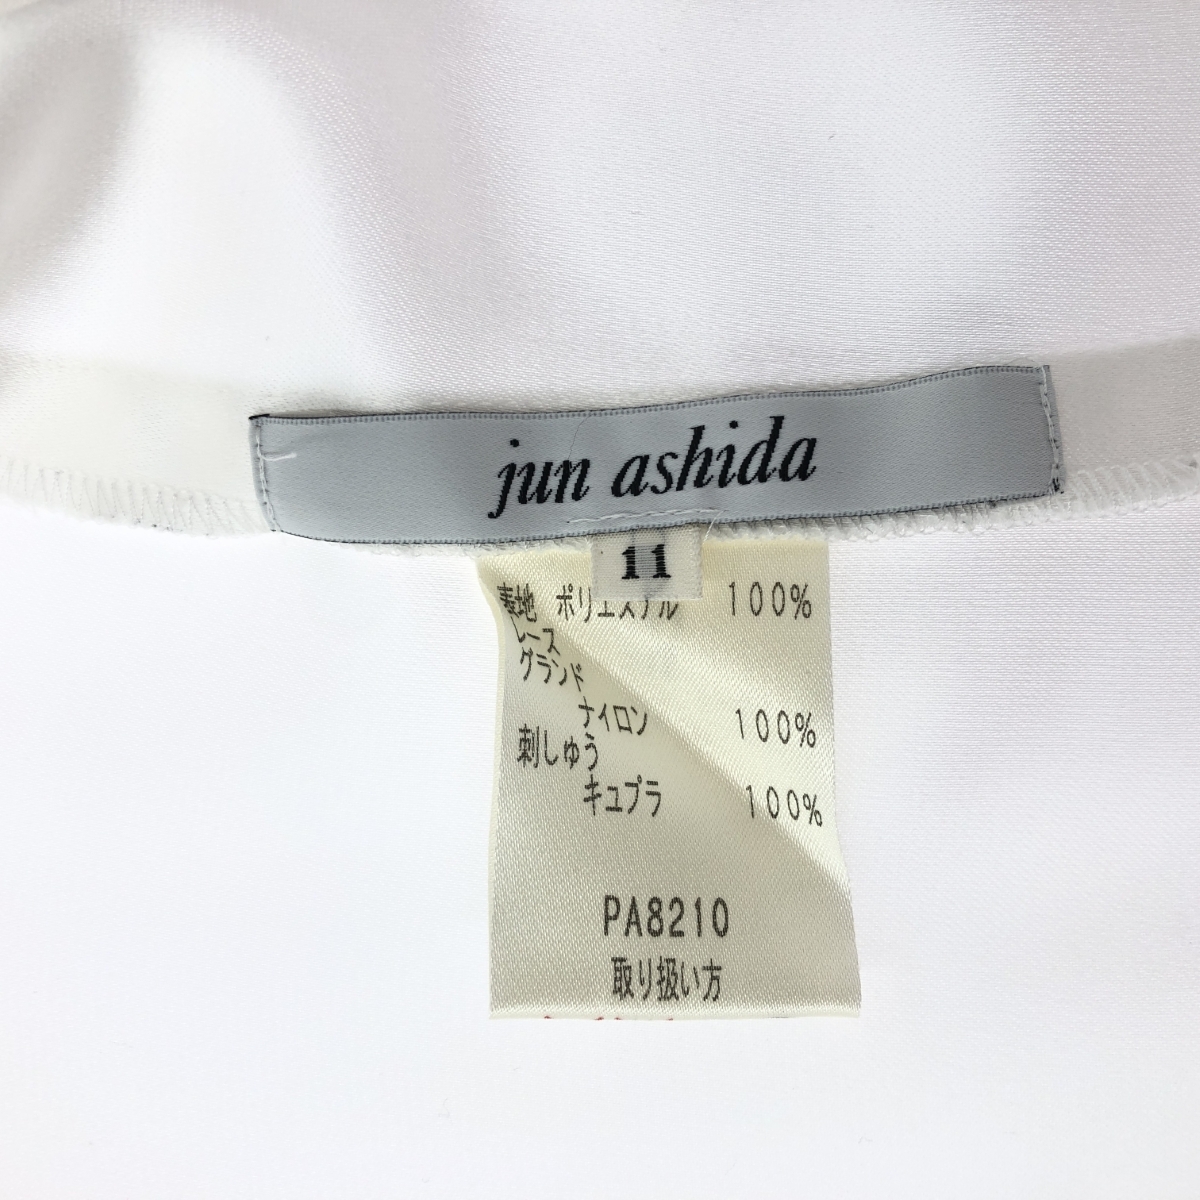 jun ashida
11
表地 ポリエステル 100%
レース
グランド
ナイロン 100%
刺しゅう
キュプラ 100%
PA8210
取り扱い方